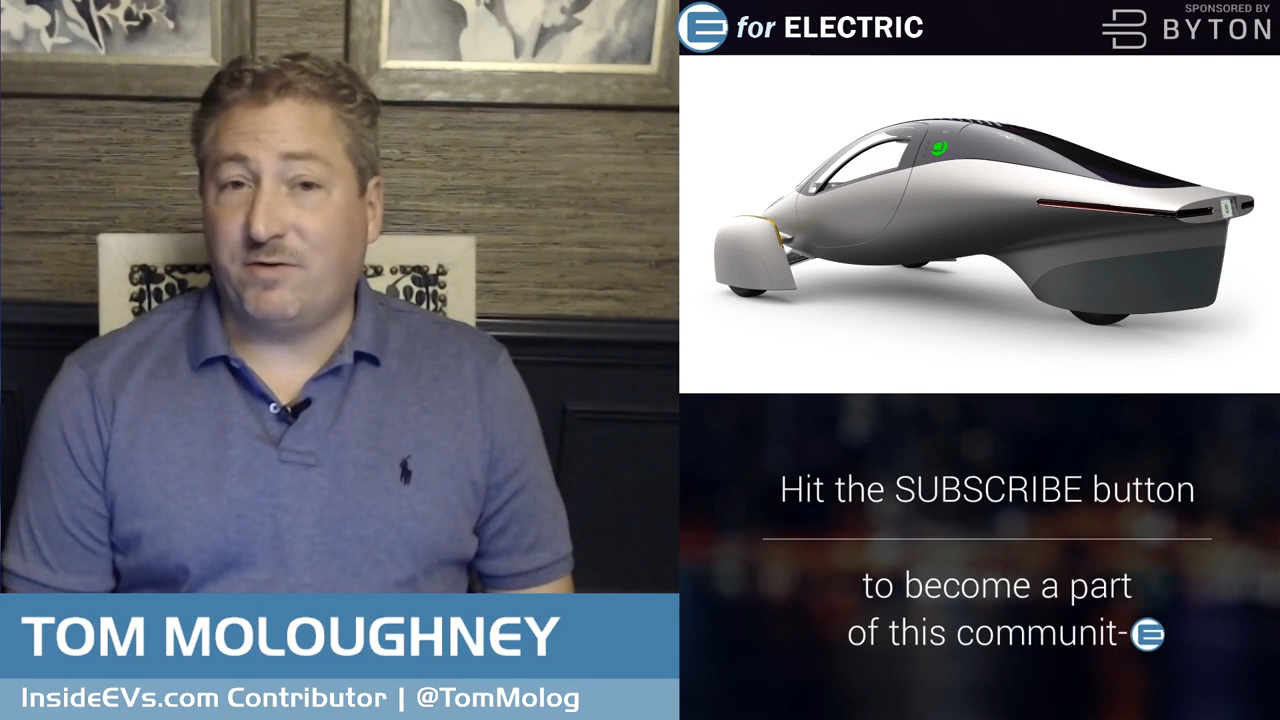 E for ELECTRIC
SPONSORED BY
BYTON
Hit the SUBSCRIBE button
to become a part
of this communit-E
TOM MOLOUGHNEY
InsideEVs.com Contributor | @TomMolog